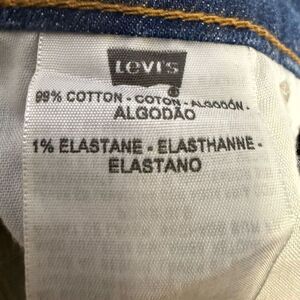 Levi's
®
99% COTTON - COTON - ALGODÓN -
ALGODÃO
1% ELASTANE - ELASTHANNE -
ELASTANO